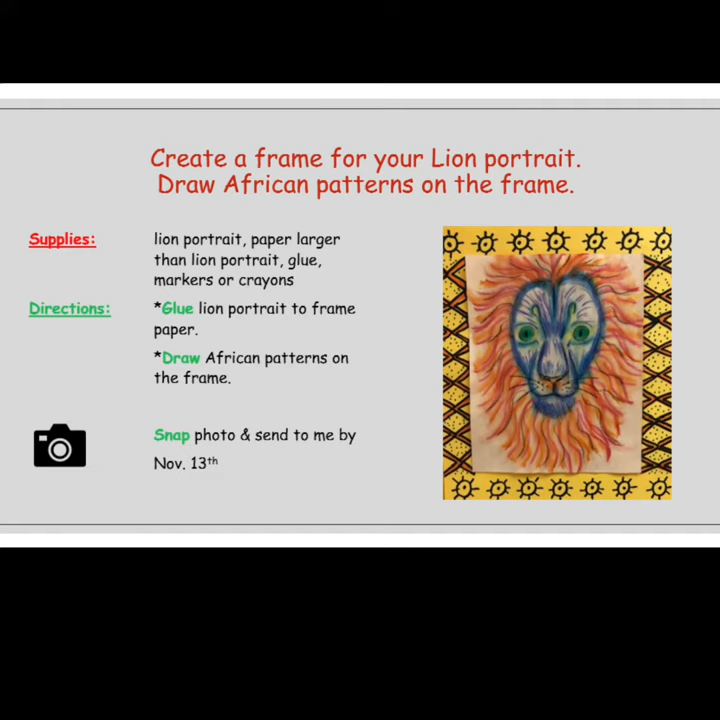 Create a frame for your Lion portrait.
Draw African patterns on the frame.
Supplies:
lion portrait, paper larger
than lion portrait, glue,
markers or crayons
Directions:
*Glue lion portrait to frame
paper.
*Draw African patterns on
the frame.
Snap photo & send to me by
Nov. 13th